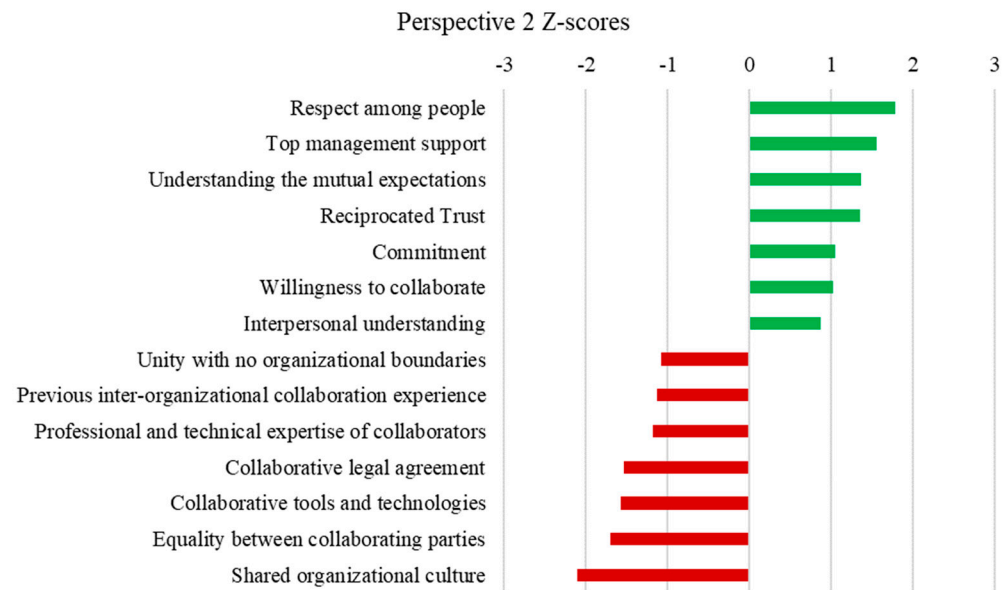 Perspective 2 Z-scores
-3 -2 -1 0 1 2 3
Respect among people
Top management support
Understanding the mutual expectations
Reciprocated Trust
Commitment
Willingness to collaborate
Interpersonal understanding
Unity with no organizational boundaries
Previous inter-organizational collaboration experience
Professional and technical expertise of collaborators
Collaborative legal agreement
Collaborative tools and technologies
Equality between collaborating parties
Shared organizational culture